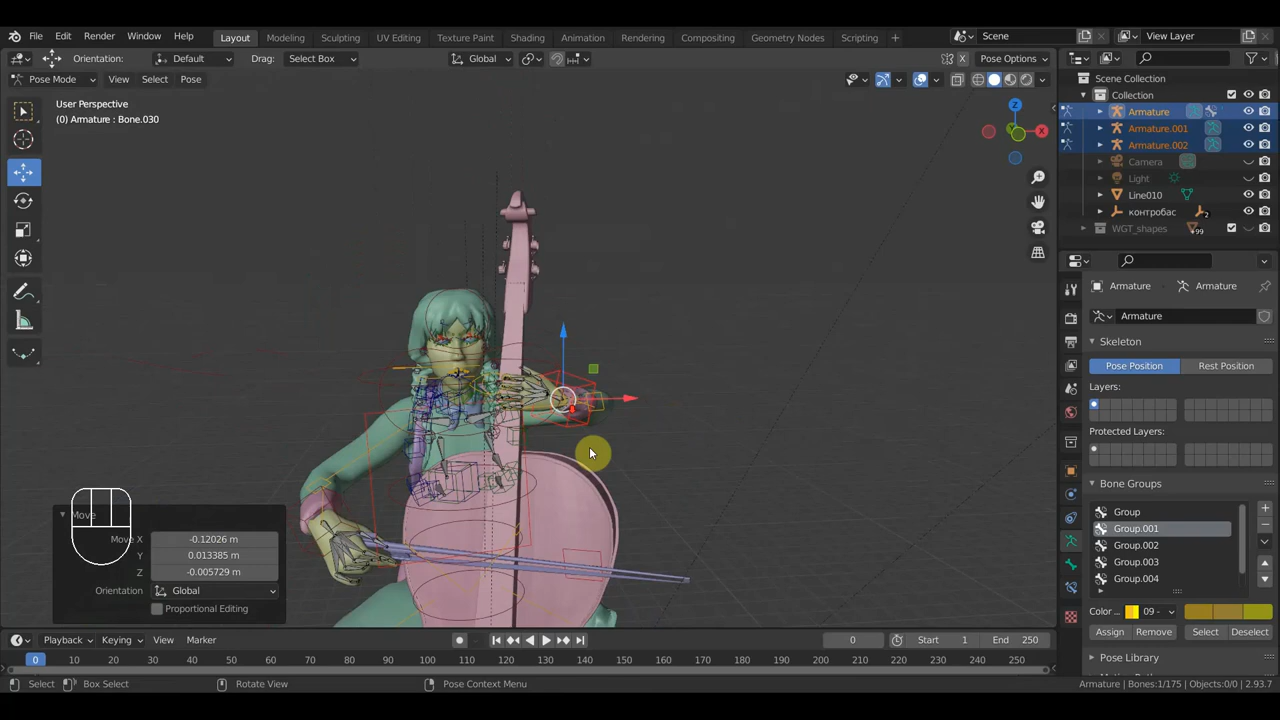 File Edit Render Window Help Layout Modeling Sculpting UV Editing Texture Paint Shading Animation Rendering Compositing Geometry Nodes Scripting + Scene View Layer
Orientation: Default Drag: Select Box Global Pose Options
Pose Mode View Select Pose
User Perspective
(0) Armature : Bone.030
Z
X
Y
Scene Collection
Collection
Armature
Armature.001
Armature.002
Camera
Light
Line010
контробас 2
WGT_shapes +99
Armature Armature
Armature
Skeleton
Pose Position Rest Position
Layers:
Protected Layers:
Bone Groups
Group
Group.001
Group.002
Group.003
Group.004
Color ... 09 -
Assign Remove Select Deselect
Pose Library
Move
Move X -0.12026 m
Y 0.013385 m
Z -0.005729 m
Orientation Global
Proportional Editing
Playback Keying View Marker 0 Start 1 End 250
0 10 20 30 40 50 60 70 80 90 100 110 120 130 140 150 160 170 180 190 200 210 220 230 240 250
Select Box Select Rotate View Pose Context Menu Armature | Bones:1/175 | Objects:0/0 | 2.93.7